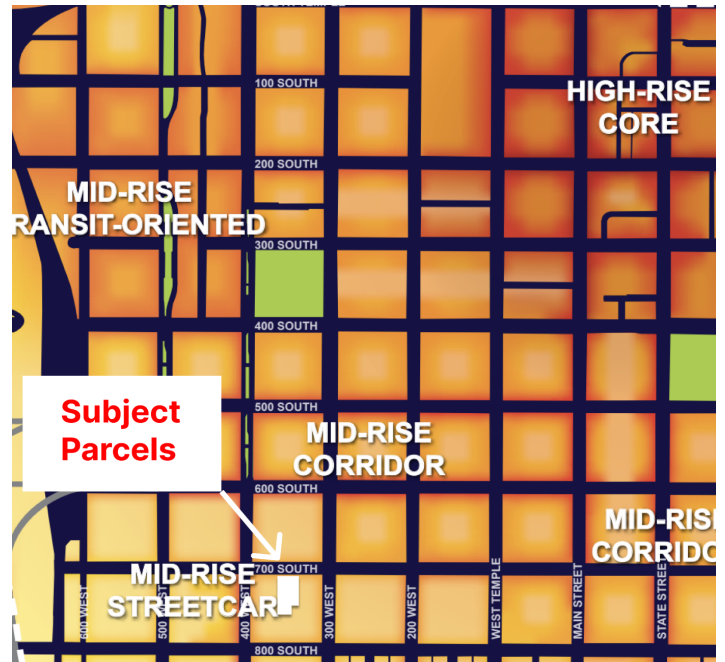 100 SOUTH
HIGH-RISE
CORE
200 SOUTH
MID-RISE
RANSIT-ORIENTED
300 SOUTH
400 SOUTH
Subject
Parcels
500 SOUTH
MID-RISE
CORRIDOR
600 SOUTH
MID-RISE
CORRIDO
700 SOUTH
MID-RISE
STREETCAR
600 WEST
500 WEST
400 WEST
300 WEST
200 WEST
WEST TEMPLE
MAIN STREET
STATE STREET
800 SOUTH